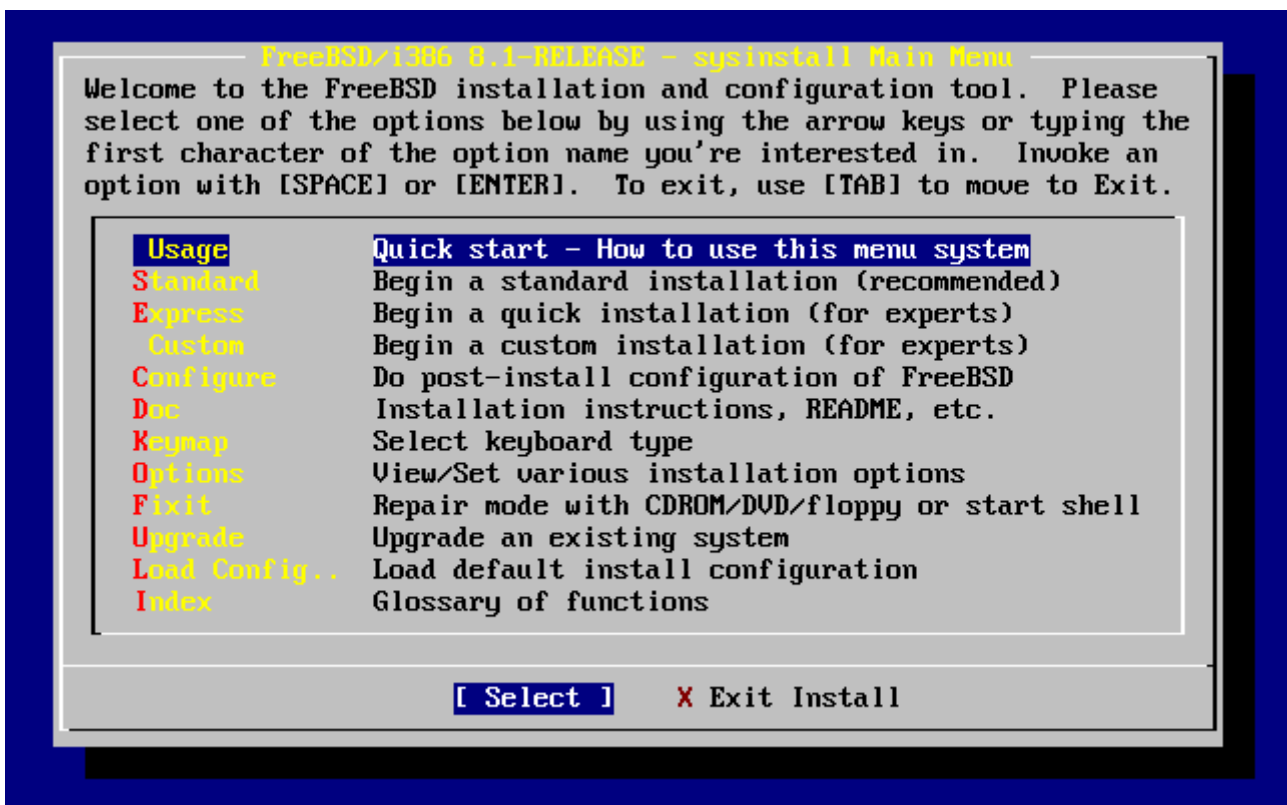 FreeBSD/i386 8.1-RELEASE - sysinstall Main Menu
Welcome to the FreeBSD installation and configuration tool.  Please
select one of the options below by using the arrow keys or typing the
first character of the option name you're interested in.  Invoke an
option with [SPACE] or [ENTER].  To exit, use [TAB] to move to Exit.
Usage Quick start - How to use this menu system
Standard Begin a standard installation (recommended)
Express Begin a quick installation (for experts)
Custom Begin a custom installation (for experts)
Configure Do post-install configuration of FreeBSD
Doc Installation instructions, README, etc.
Keymap Select keyboard type
Options View/Set various installation options
Fixit Repair mode with CDROM/DVD/floppy or start shell
Upgrade Upgrade an existing system
Load Config.. Load default install configuration
Index Glossary of functions
[ Select ] X Exit Install